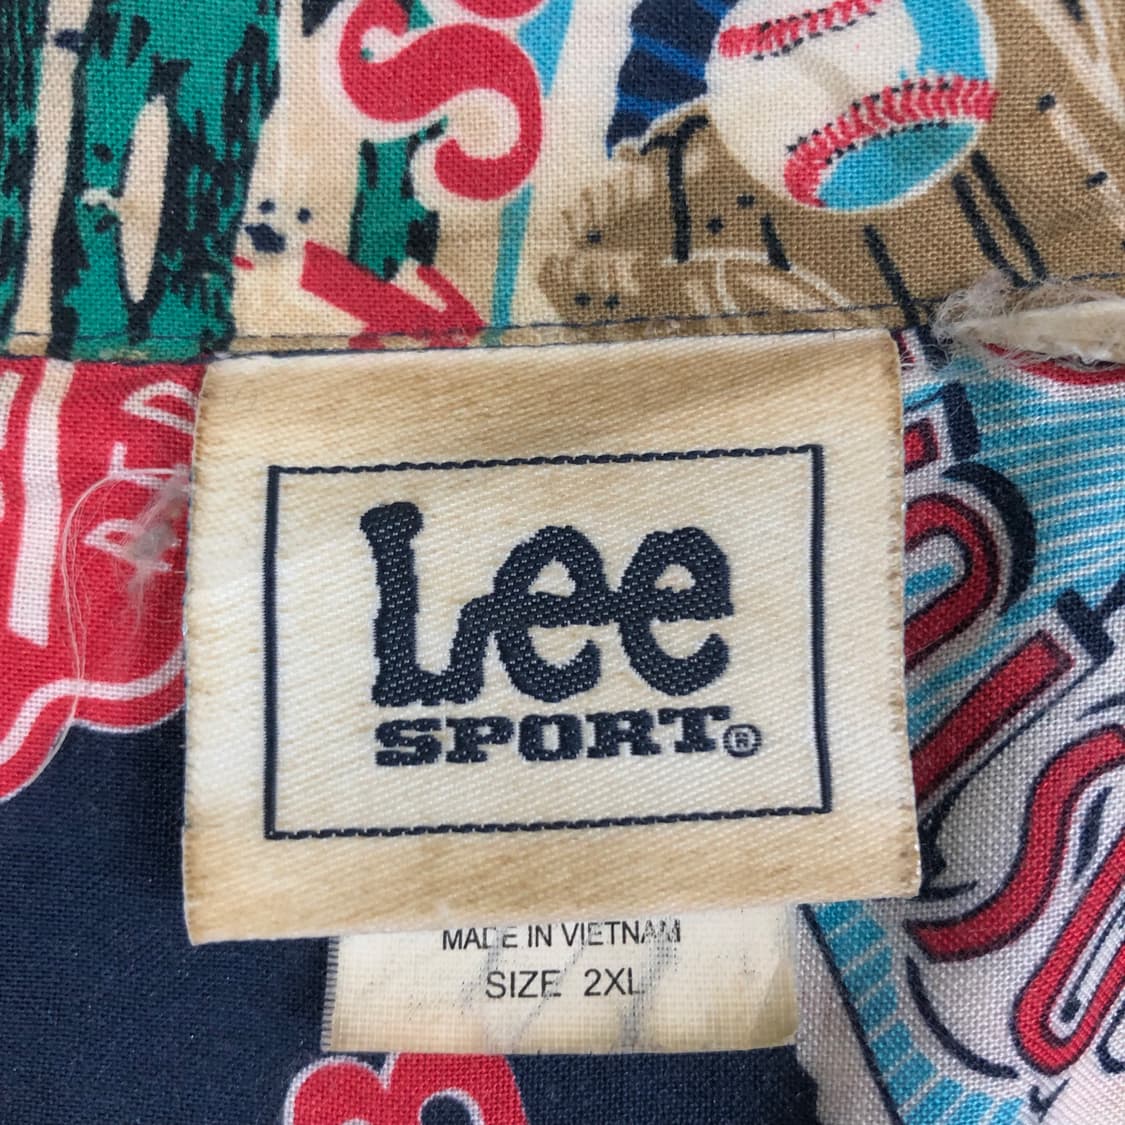 Lee
SPORT®
MADE IN VIETNAM
SIZE 2XL